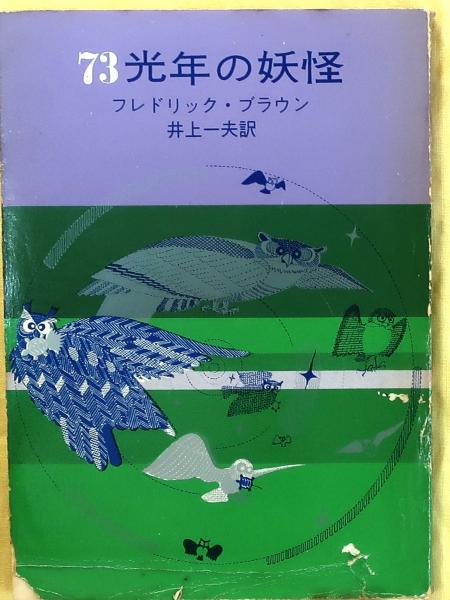 73光年の妖怪
フレドリック・ブラウン
井上一夫訳